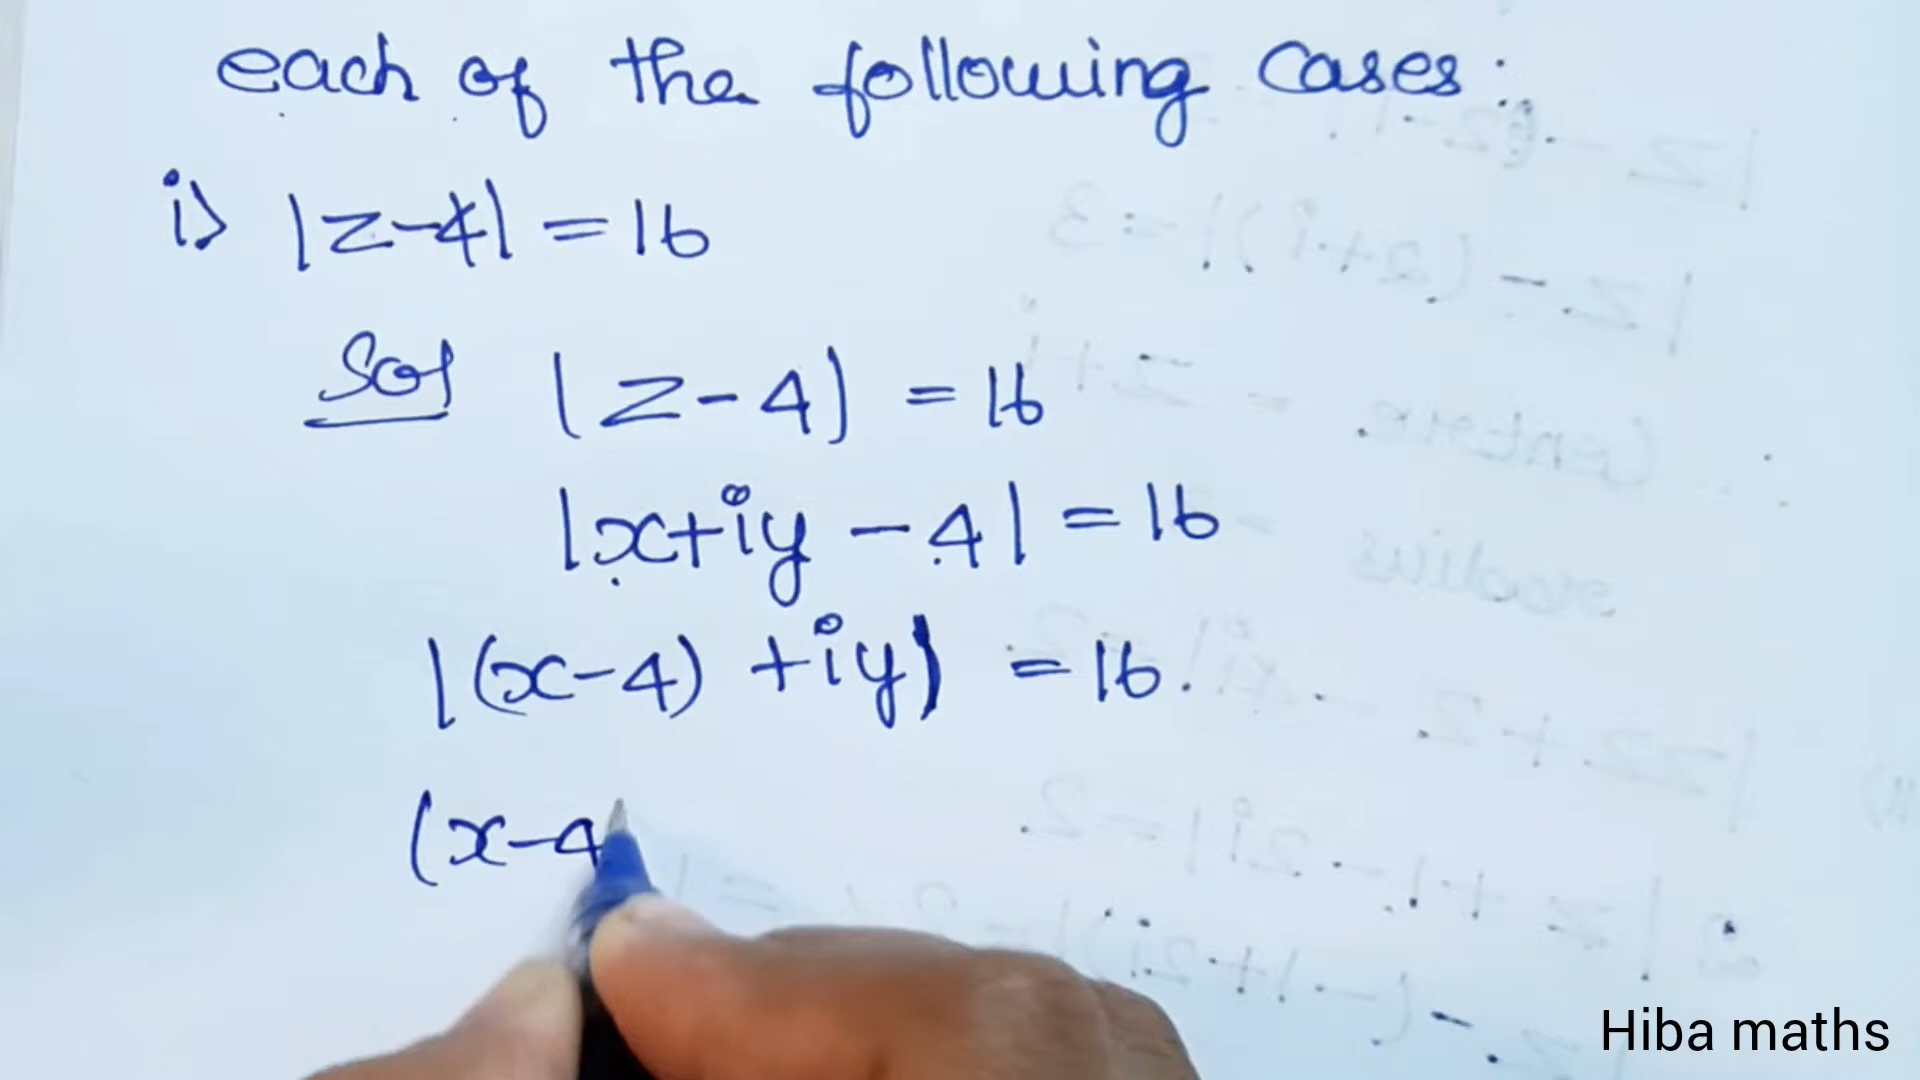 each of the following cases:
i) |z-4| = 16
Sol |z-4| = 16
|x+iy - 4| = 16
|(x-4) +iy| = 16.
(x-4
Hiba maths